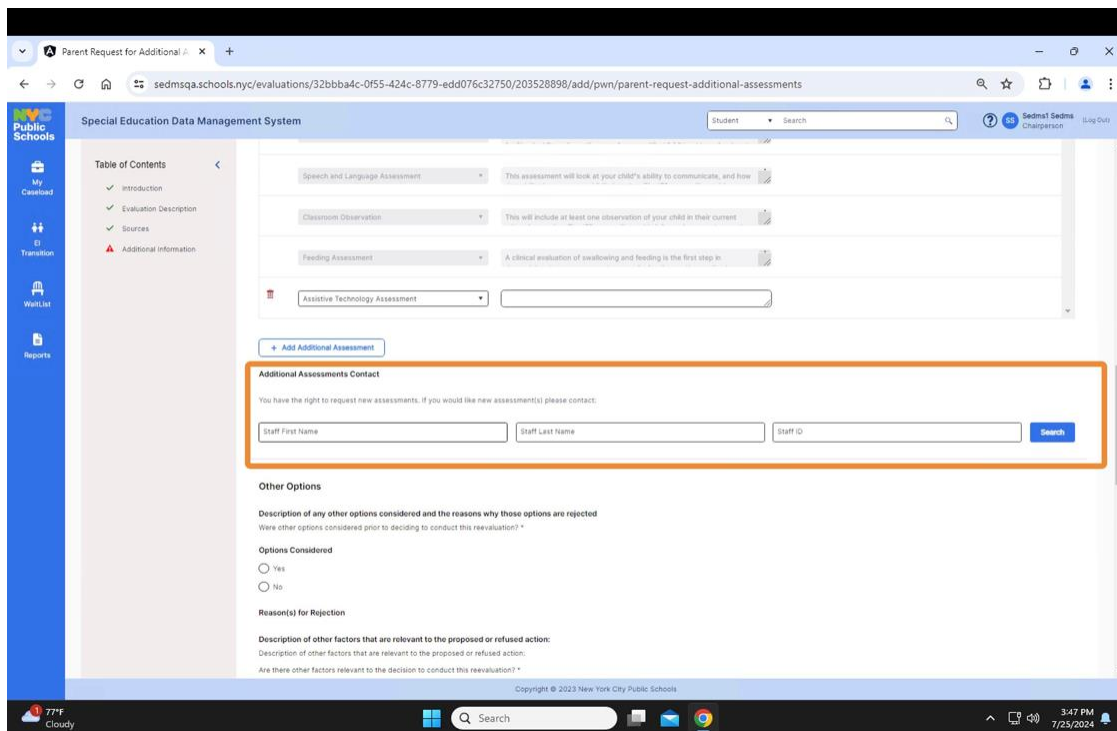 Parent Request for Additional A
sedmsqa.schools.nyc/evaluations/32bbba4c-0f55-424c-8779-edd076c32750/203528898/add/pwn/parent-request-additional-assessments
NYC
Public
Schools
Special Education Data Management System
Student
Search
SS
Sedms1 Sedms
Chairperson
(Log Out)
My
Caseload
EI
Transition
WaitList
Reports
Table of Contents
Introduction
Evaluation Description
Sources
Additional Information
Speech and Language Assessment
This assessment will look at your child's ability to communicate, and how
Classroom Observation
This will include at least one observation of your child in their current
Feeding Assessment
A clinical evaluation of swallowing and feeding is the first step in
Assistive Technology Assessment
+ Add Additional Assessment
Additional Assessments Contact
You have the right to request new assessments. If you would like new assessment(s) please contact:
Staff First Name
Staff Last Name
Staff ID
Search
Other Options
Description of any other options considered and the reasons why those options are rejected
Were other options considered prior to deciding to conduct this reevaluation? *
Options Considered
Yes
No
Reason(s) for Rejection
Description of other factors that are relevant to the proposed or refused action:
Description of other factors that are relevant to the proposed or refused action:
Are there other factors relevant to the decision to conduct this reevaluation? *
Copyright © 2023 New York City Public Schools
1
77°F
Cloudy
Search
3:47 PM
7/25/2024